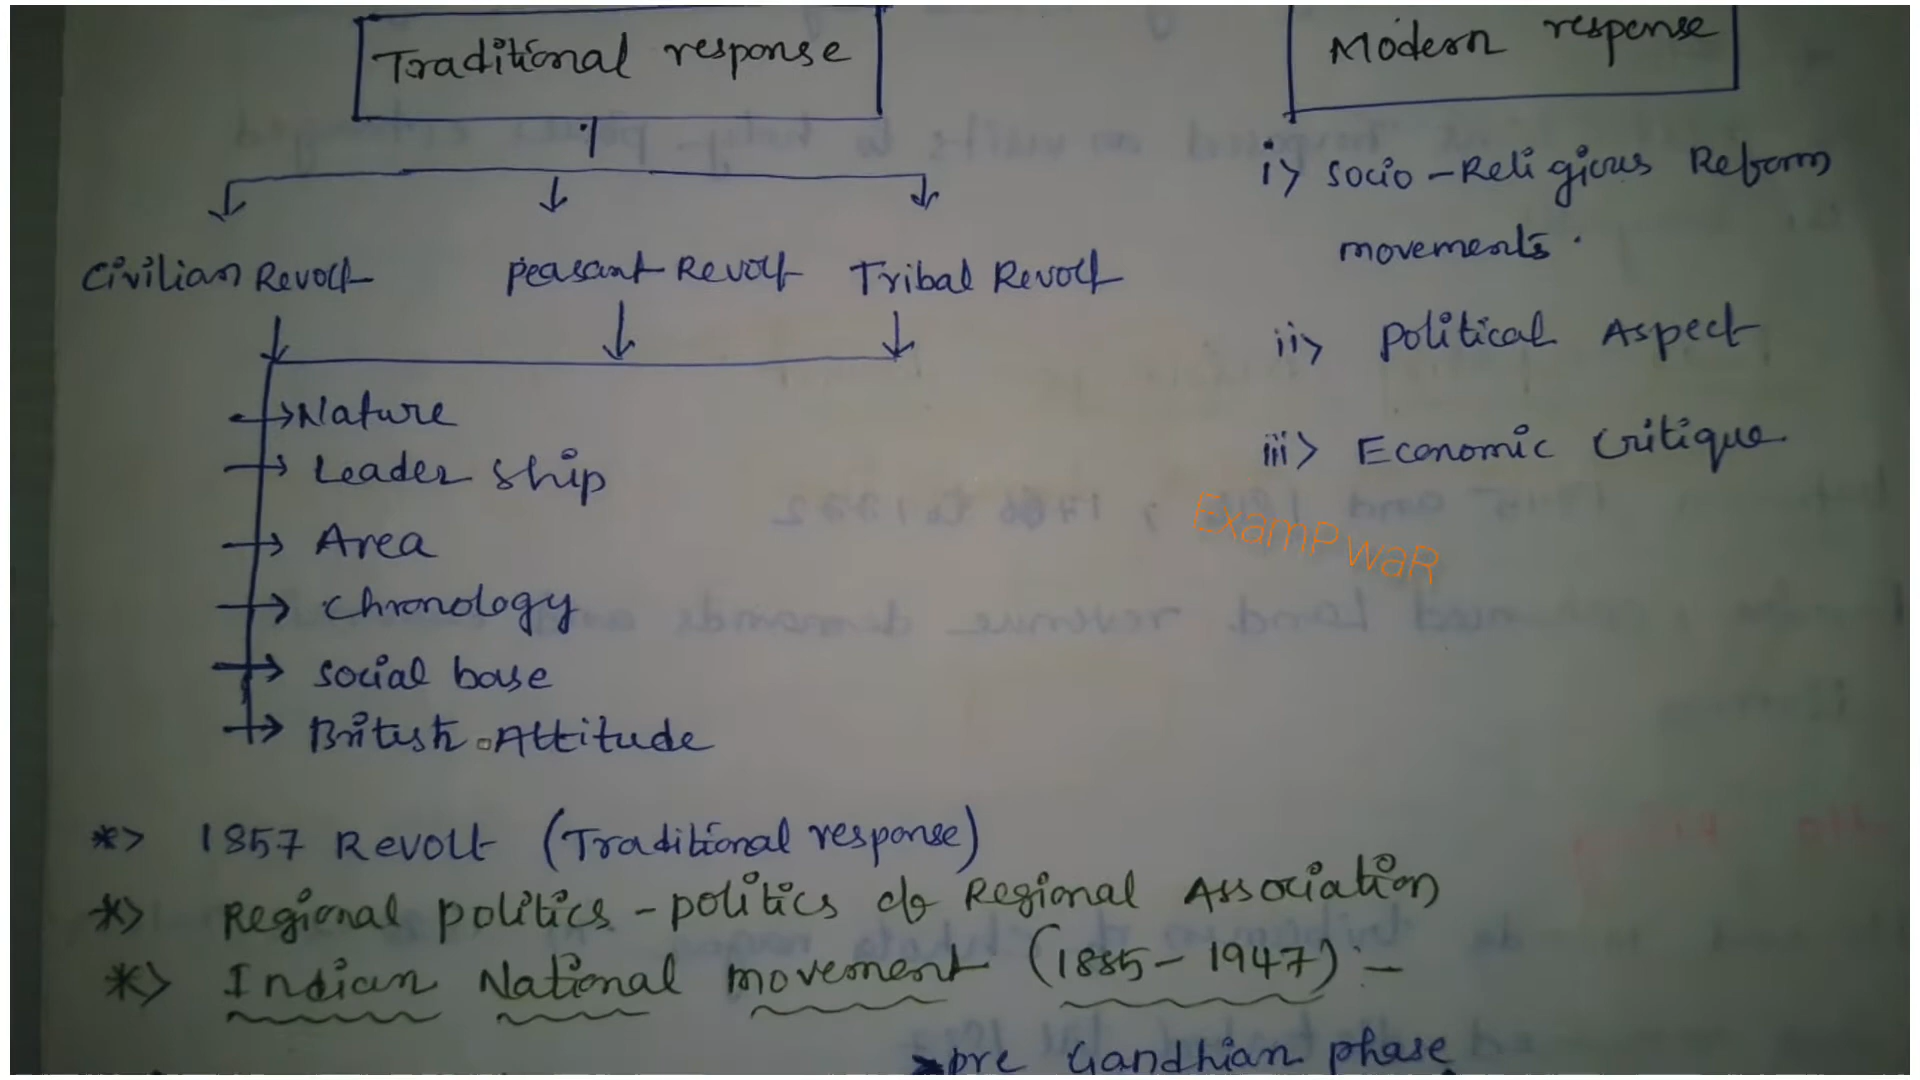 Traditional response
Modern response
Civilian Revolt
Peasant Revolt
Tribal Revolt
i> Socio-Religious Reform
movements.
ii> Political Aspect
iii> Economic Critique
→ Nature
→ Leader ship
→ Area
→ chronology
→ social base
→ British Attitude
ExamPwaR
*> 1857 Revolt (Traditional response)
*> Regional politics - politics of Regional Association
*> Indian National movement (1885-1947):-
→ pre Gandhian phase